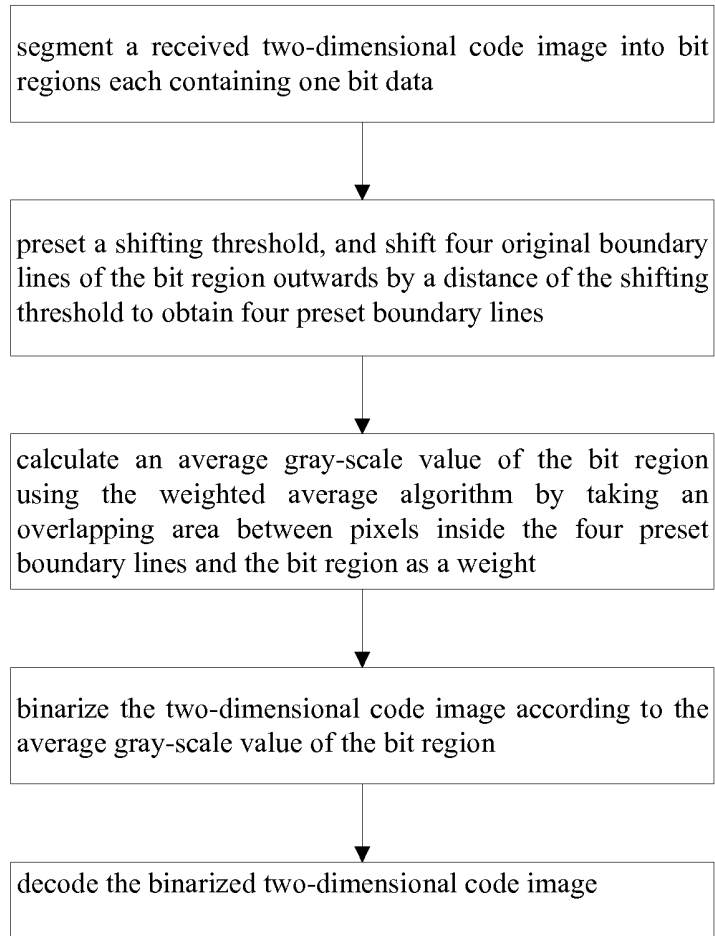 segment a received two-dimensional code image into bit
regions each containing one bit data
preset a shifting threshold, and shift four original boundary
lines of the bit region outwards by a distance of the shifting
threshold to obtain four preset boundary lines
calculate an average gray-scale value of the bit region
using the weighted average algorithm by taking an
overlapping area between pixels inside the four preset
boundary lines and the bit region as a weight
binarize the two-dimensional code image according to the
average gray-scale value of the bit region
decode the binarized two-dimensional code image